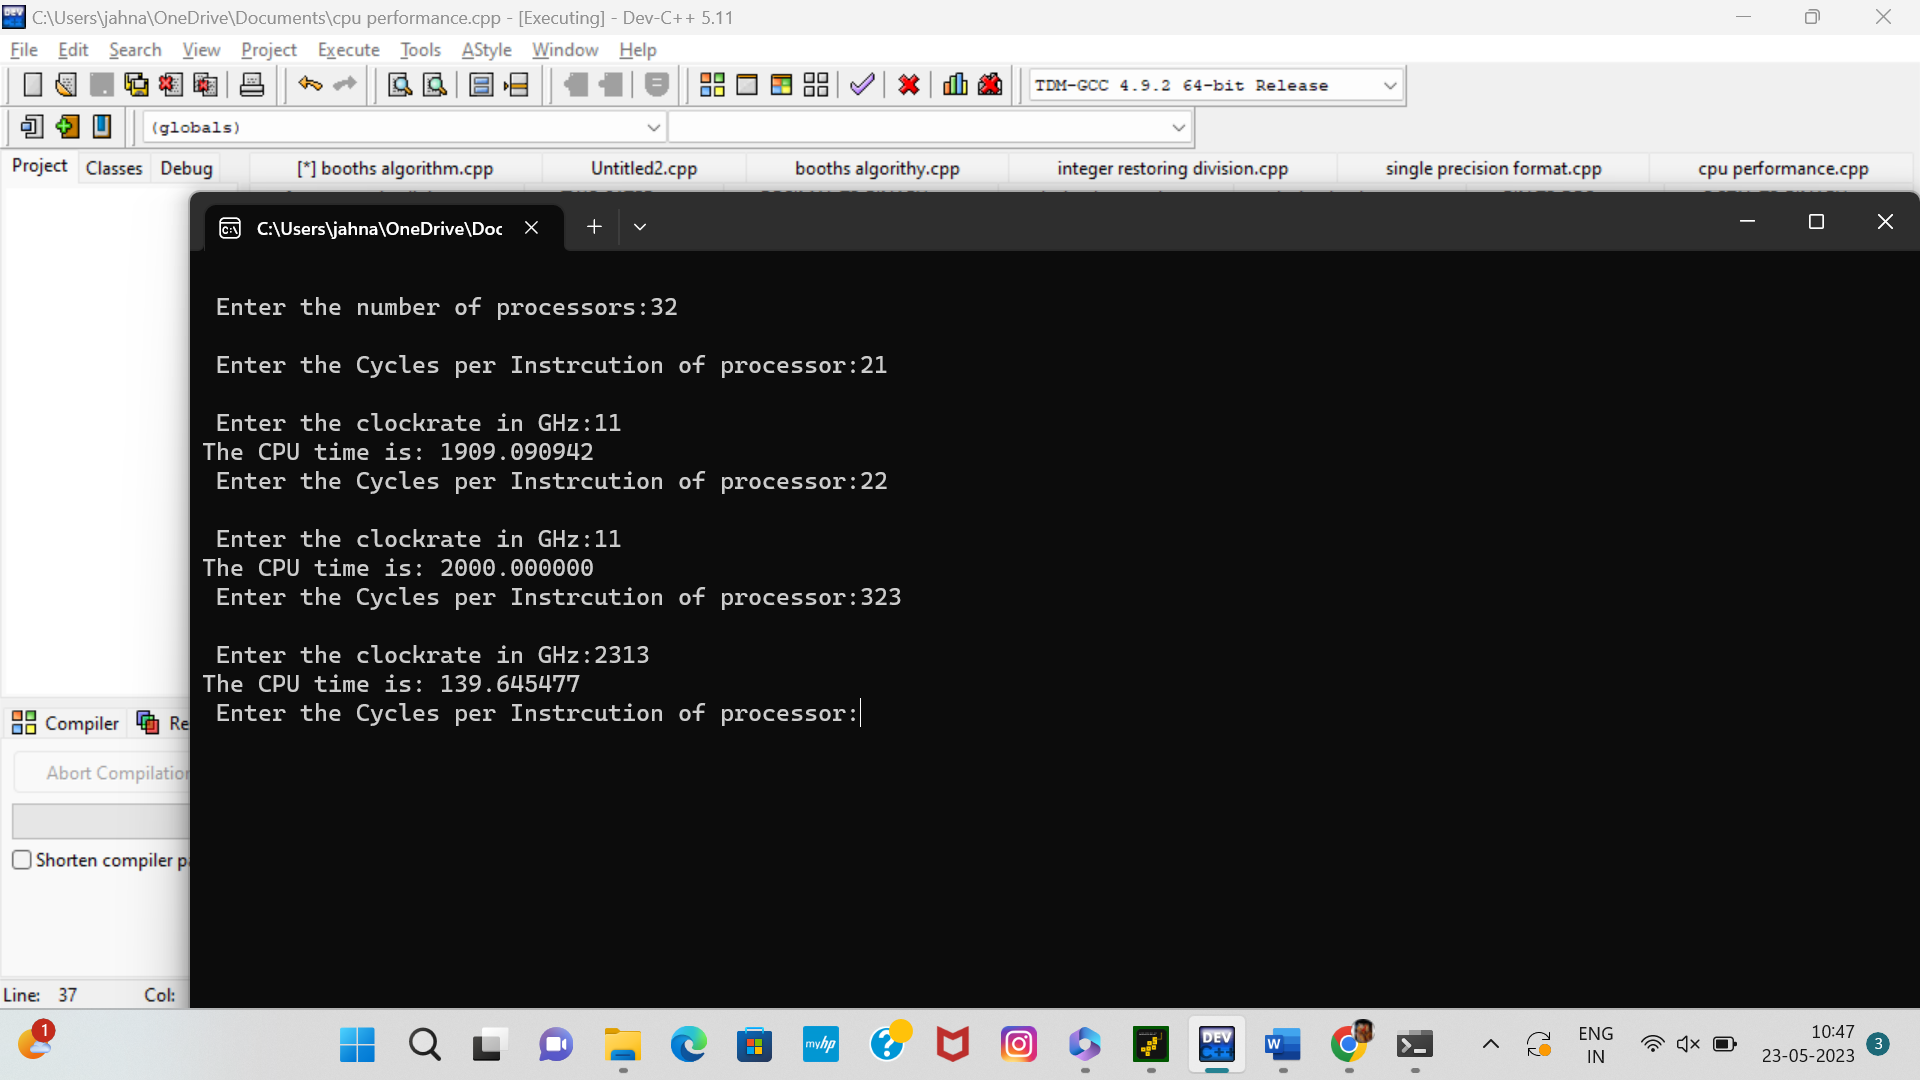 C:\Users\jahna\OneDrive\Documents\cpu performance.cpp - [Executing] - Dev-C++ 5.11
File Edit Search View Project Execute Tools AStyle Window Help
TDM-GCC 4.9.2 64-bit Release
(globals)
Project Classes Debug [*] booths algorithm.cpp Untitled2.cpp booths algorithy.cpp integer restoring division.cpp single precision format.cpp cpu performance.cpp
C:\Users\jahna\OneDrive\Doc
Enter the number of processors:32
Enter the Cycles per Instrcution of processor:21
Enter the clockrate in GHz:11
The CPU time is: 1909.090942
Enter the Cycles per Instrcution of processor:22
Enter the clockrate in GHz:11
The CPU time is: 2000.000000
Enter the Cycles per Instrcution of processor:323
Enter the clockrate in GHz:2313
The CPU time is: 139.645477
Enter the Cycles per Instrcution of processor:
Compiler Re
Abort Compilation
Shorten compiler p
Line: 37 Col:
1
myhp
DEV C++
W
ENG
IN
10:47
23-05-2023
3